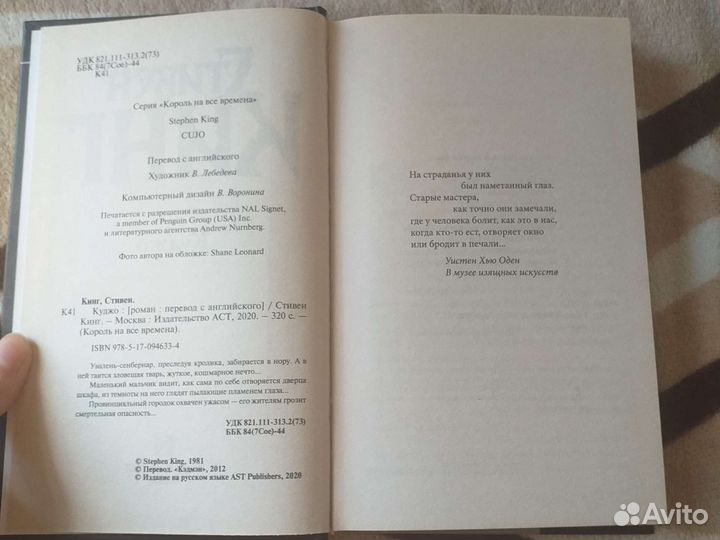 УДК 821.111-313.2(73)
ББК 84(7Сое)-44
К41
Серия «Король на все времена»
Stephen King
CUJO
Перевод с английского
Художник В. Лебедева
Компьютерный дизайн В. Воронина
Печатается с разрешения издательства NAL Signet,
a member of Penguin Group (USA) Inc.
и литературного агентства Andrew Nurnberg.
Фото автора на обложке: Shane Leonard
Кинг, Стивен.
К41 Куджо : [роман : перевод с английского] / Стивен
Кинг. – Москва : Издательство АСТ, 2020. – 320 с. –
(Король на все времена).
ISBN 978-5-17-094633-4
Увалень-сенбернар, преследуя кролика, забирается в нору. А в
ней таится зловещая тварь, жуткое, кошмарное нечто...
Маленький мальчик видит, как сама по себе отворяется дверца
шкафа, из темноты на него глядят пылающие пламенем глаза...
Провинциальный городок охвачен ужасом — его жителям грозит
смертельная опасность...
УДК 821.111-313.2(73)
ББК 84(7Сое)-44
© Stephen King, 1981
© Перевод. «Кэдмэн», 2012
© Издание на русском языке AST Publishers, 2020
На страданья у них
был наметанный глаз.
Старые мастера,
как точно они замечали,
где у человека болит, как это в нас,
когда кто-то ест, отворяет окно
или бродит в печали...
Уистен Хью Оден
В музее изящных искусств
Avito